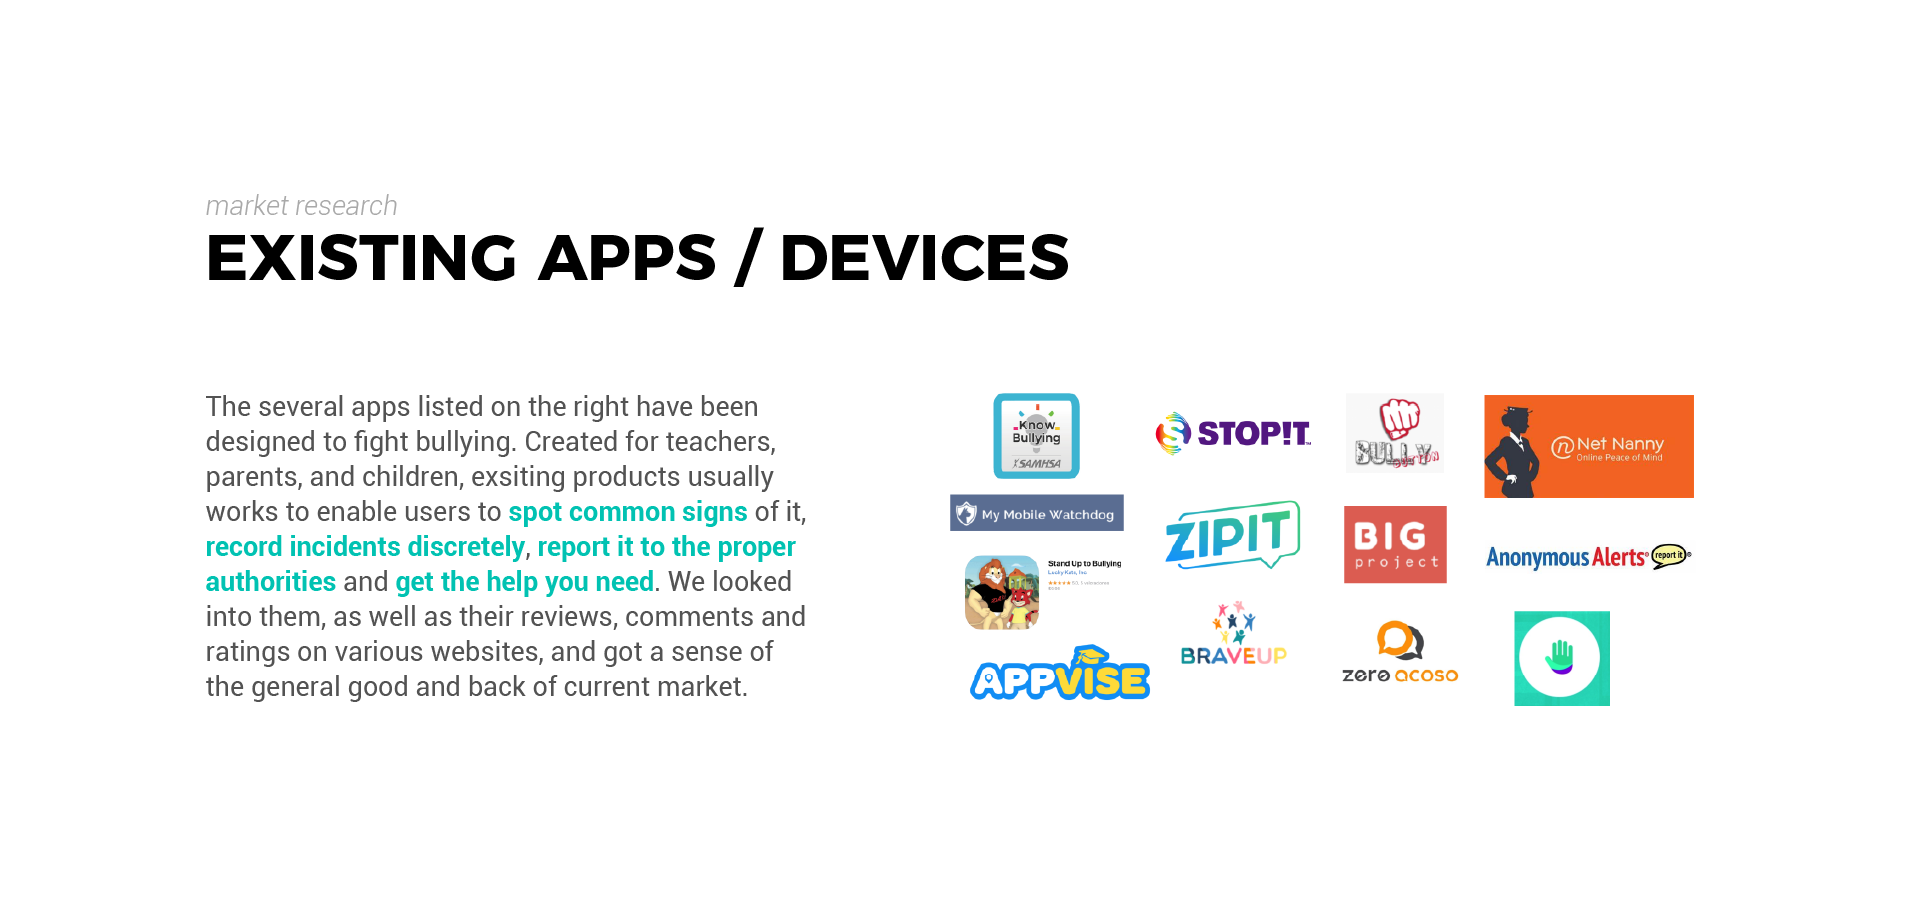 market research
EXISTING APPS / DEVICES
The several apps listed on the right have been
designed to fight bullying. Created for teachers,
parents, and children, exsiting products usually
works to enable users to spot common signs of it,
record incidents discretely, report it to the proper
authorities and get the help you need. We looked
into them, as well as their reviews, comments and
ratings on various websites, and got a sense of
the general good and back of current market.
Know
Bullying
SAMHSA
STOP!T
BULLY
BUTTON
Net Nanny
Online Peace of Mind
My Mobile Watchdog
ZIPIT
BIG
project
Anonymous Alerts® report it®
Stand Up to Bullying
Lucky Kats, Inc
BRAVEUP
zero acoso
APPVISE